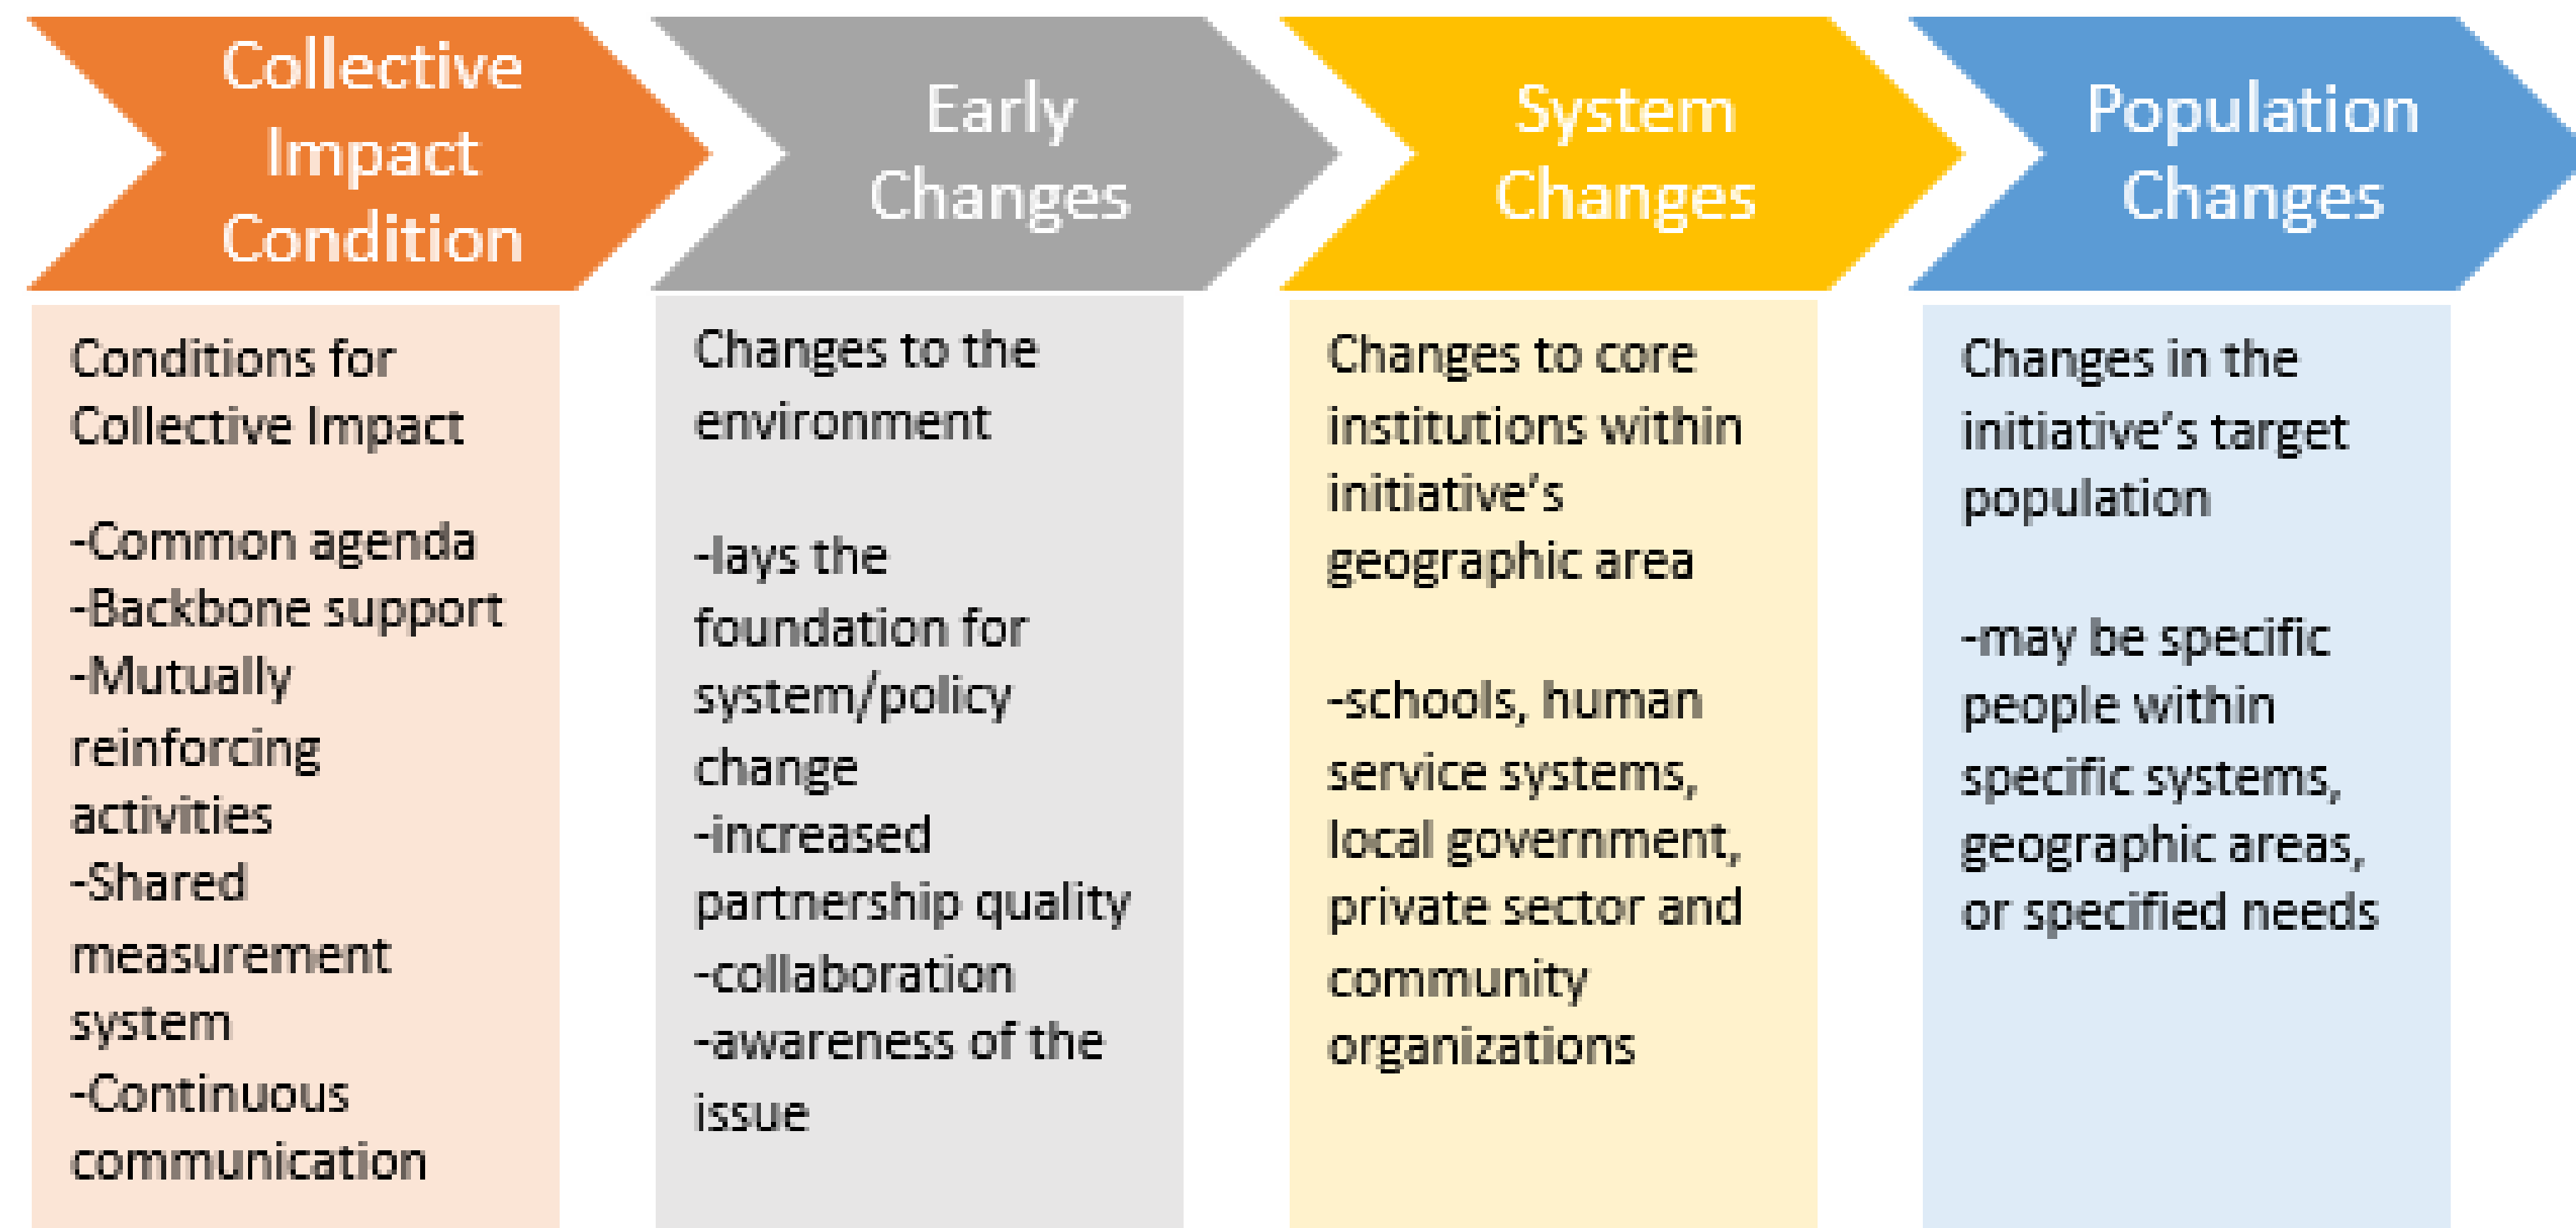 Collective
Impact
Condition
Conditions for
Collective Impact
-Common agenda
-Backbone support
-Mutually
reinforcing
activities
-Shared
measurement
system
-Continuous
communication
Early
Changes
Changes to the
environment
-lays the
foundation for
system/policy
change
-increased
partnership quality
-collaboration
-awareness of the
issue
System
Changes
Changes to core
institutions within
initiative’s
geographic area
-schools, human
service systems,
local government,
private sector and
community
organizations
Population
Changes
Changes in the
initiative’s target
population
-may be specific
people within
specific systems,
geographic areas,
or specified needs